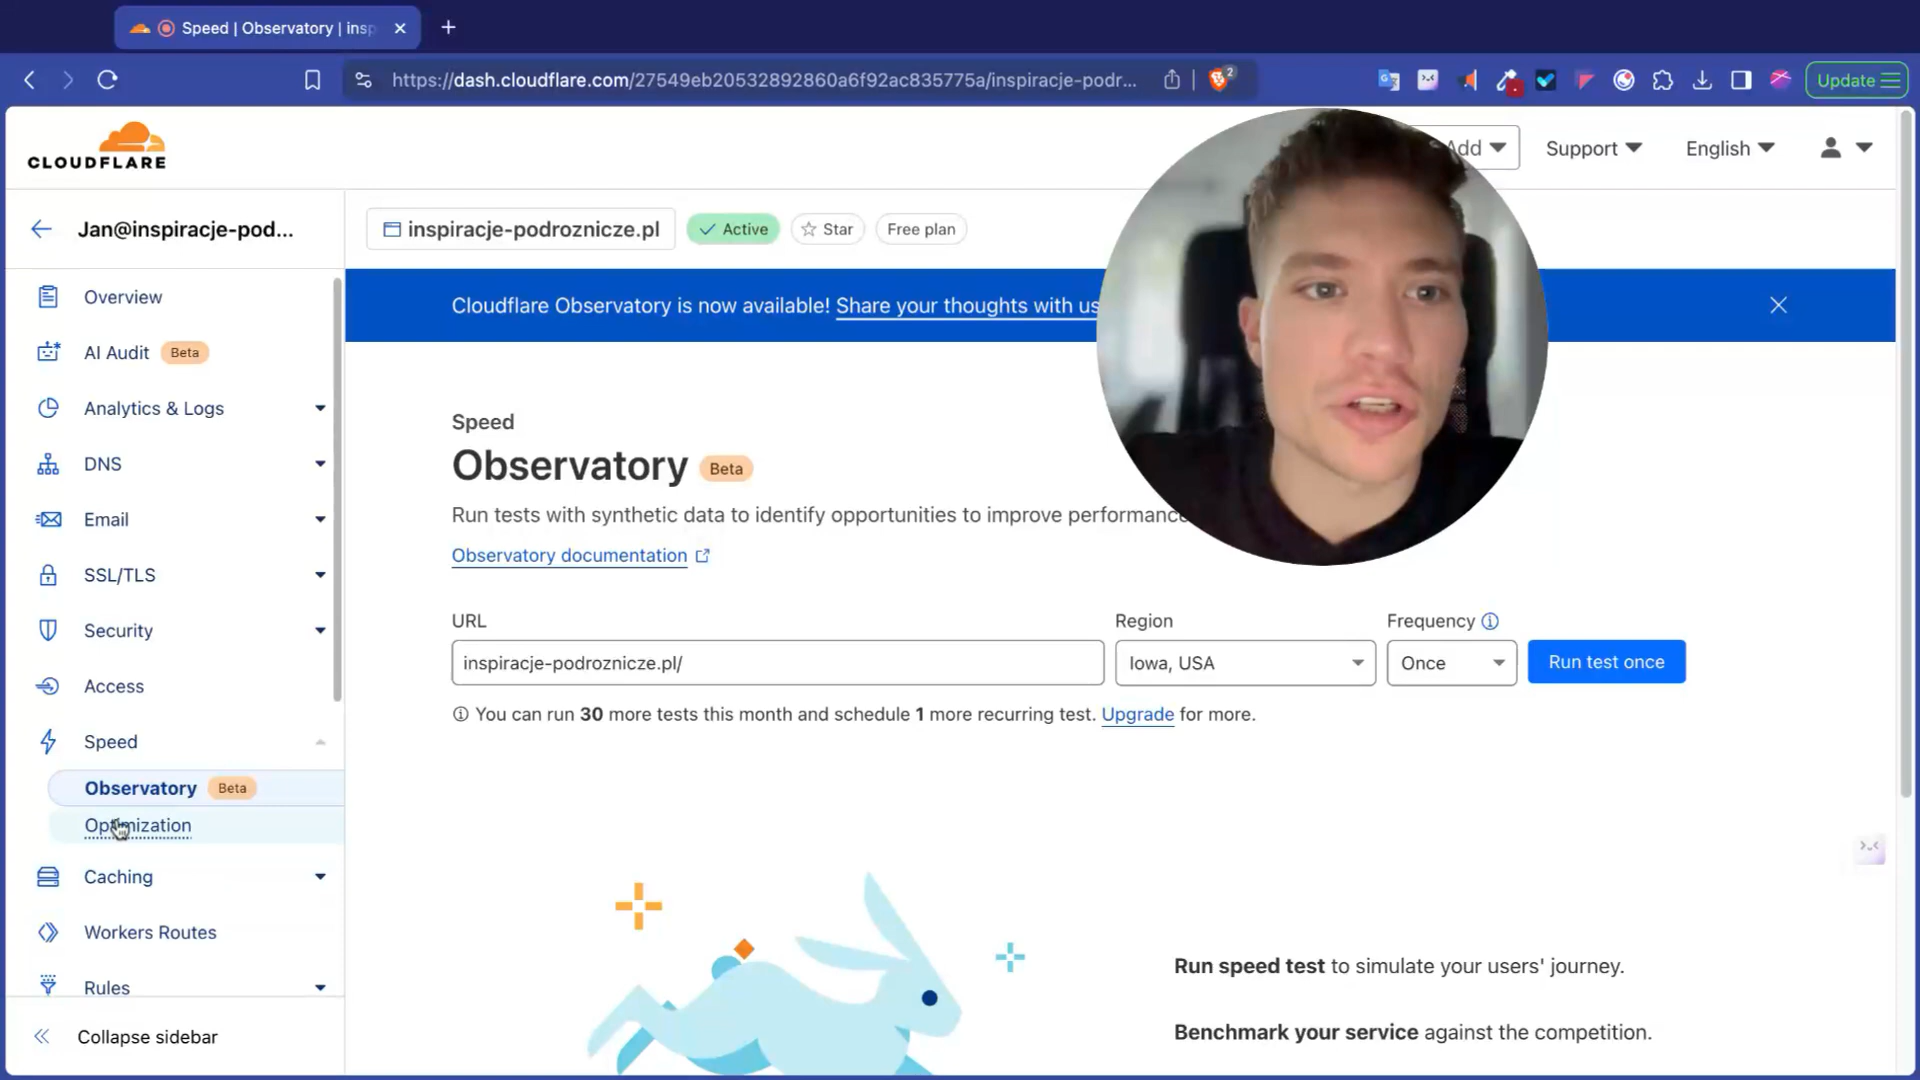 Speed | Observatory | insp
https://dash.cloudflare.com/27549eb20532892860a6f92ac835775a/inspiracje-podr...
2
Update
CLOUDFLARE
Add
Support
English
Jan@inspiracje-pod...
inspiracje-podroznicze.pl
Active
Star
Free plan
Overview
AI Audit Beta
Analytics & Logs
DNS
Email
SSL/TLS
Security
Access
Speed
Observatory Beta
Optimization
Caching
Workers Routes
Rules
Collapse sidebar
Cloudflare Observatory is now available! Share your thoughts with us
Speed
Observatory Beta
Run tests with synthetic data to identify opportunities to improve performance
Observatory documentation
URL
Region
Frequency
inspiracje-podroznicze.pl/
Iowa, USA
Once
Run test once
You can run 30 more tests this month and schedule 1 more recurring test. Upgrade for more.
Run speed test to simulate your users' journey.
Benchmark your service against the competition.